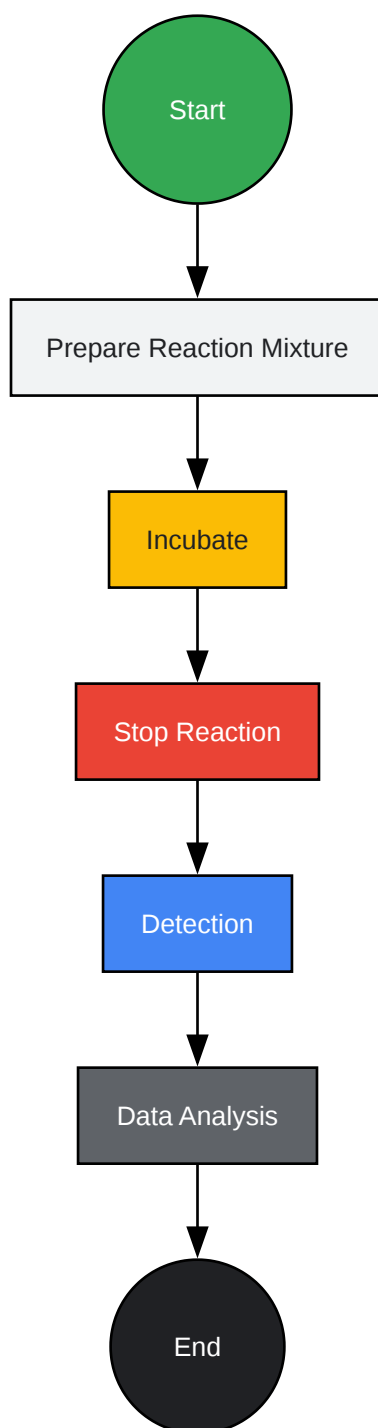 Start
Prepare Reaction Mixture
Incubate
Stop Reaction
Detection
Data Analysis
End